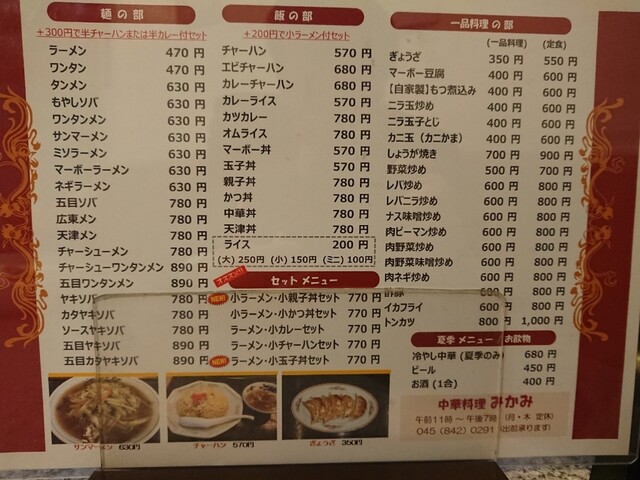 麺の部
+300円で半チャーハンまたは半カレー付セット
ラーメン 470円
ワンタン 470円
タンメン 630円
もやしソバ 630円
ワンタンメン 630円
サンマーメン 630円
ミソラーメン 630円
マーボーラーメン 630円
ネギラーメン 630円
五目ソバ 780円
広東メン 780円
天津メン 780円
チャーシューメン 780円
チャーシューワンタンメン 890円
五目ワンタンメン 890円
ヤキソバ 780円
カタヤキソバ 780円
ソースヤキソバ 780円
五目ヤキソバ 890円
五目カタヤキソバ 890円
飯の部
+200円で小ラーメン付セット
チャーハン 570円
エビチャーハン 680円
カレーチャーハン 680円
カレーライス 570円
カツカレー 780円
オムライス 780円
マーボー丼 570円
玉子丼 570円
親子丼 780円
かつ丼 780円
中華丼 780円
天津丼 780円
ライス 200円
(大)250円 (小)150円 (ミニ)100円
オススメ!!
セットメニュー
NEW! 小ラーメン・小親子丼セット 770円
小ラーメン・小かつ丼セット 770円
ラーメン・小カレーセット 770円
ラーメン・小チャーハンセット 770円
NEW! ラーメン・小玉子丼セット 770円
一品料理の部
(一品料理) (定食)
ぎょうざ 350円 550円
マーボー豆腐 400円 600円
【自家製】もつ煮込み 400円 600円
ニラ玉炒め 400円 600円
ニラ玉子とじ 400円 600円
カニ玉(カニかま) 400円 600円
しょうが焼き 700円 900円
野菜炒め 500円 700円
レバ炒め 600円 800円
レバニラ炒め 600円 800円
ナス味噌炒め 600円 800円
肉ピーマン炒め 600円 800円
肉野菜炒め 600円 800円
肉野菜味噌炒め 600円 800円
肉ネギ炒め 600円 800円
酢豚 600円 800円
イカフライ 600円 800円
トンカツ 800円 1,000円
夏季メニュー・お飲物
冷やし中華(夏季のみ) 680円
ビール 450円
お酒(1合) 400円
中華料理 みかみ
午前11時〜午後7時(月・木 定休)
045(842)0291(出前承ります)
サンマーメン 630円
チャーハン 570円
ぎょうざ 350円